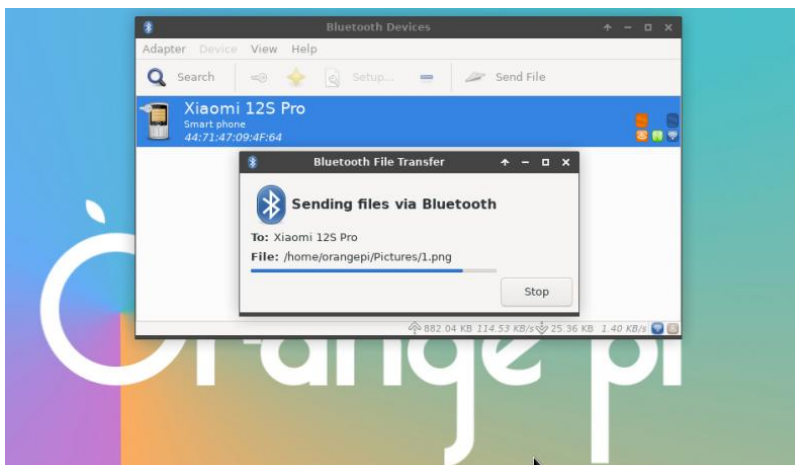 Bluetooth Devices
Adapter Device View Help
Search Setup... Send File
Xiaomi 12S Pro
Smart phone
44:71:47:09:4F:64
Bluetooth File Transfer
Sending files via Bluetooth
To: Xiaomi 12S Pro
File: /home/orangepi/Pictures/1.png
Stop
882.04 KB 114.53 KB/s 25.36 KB 1.40 KB/s
Orange pi